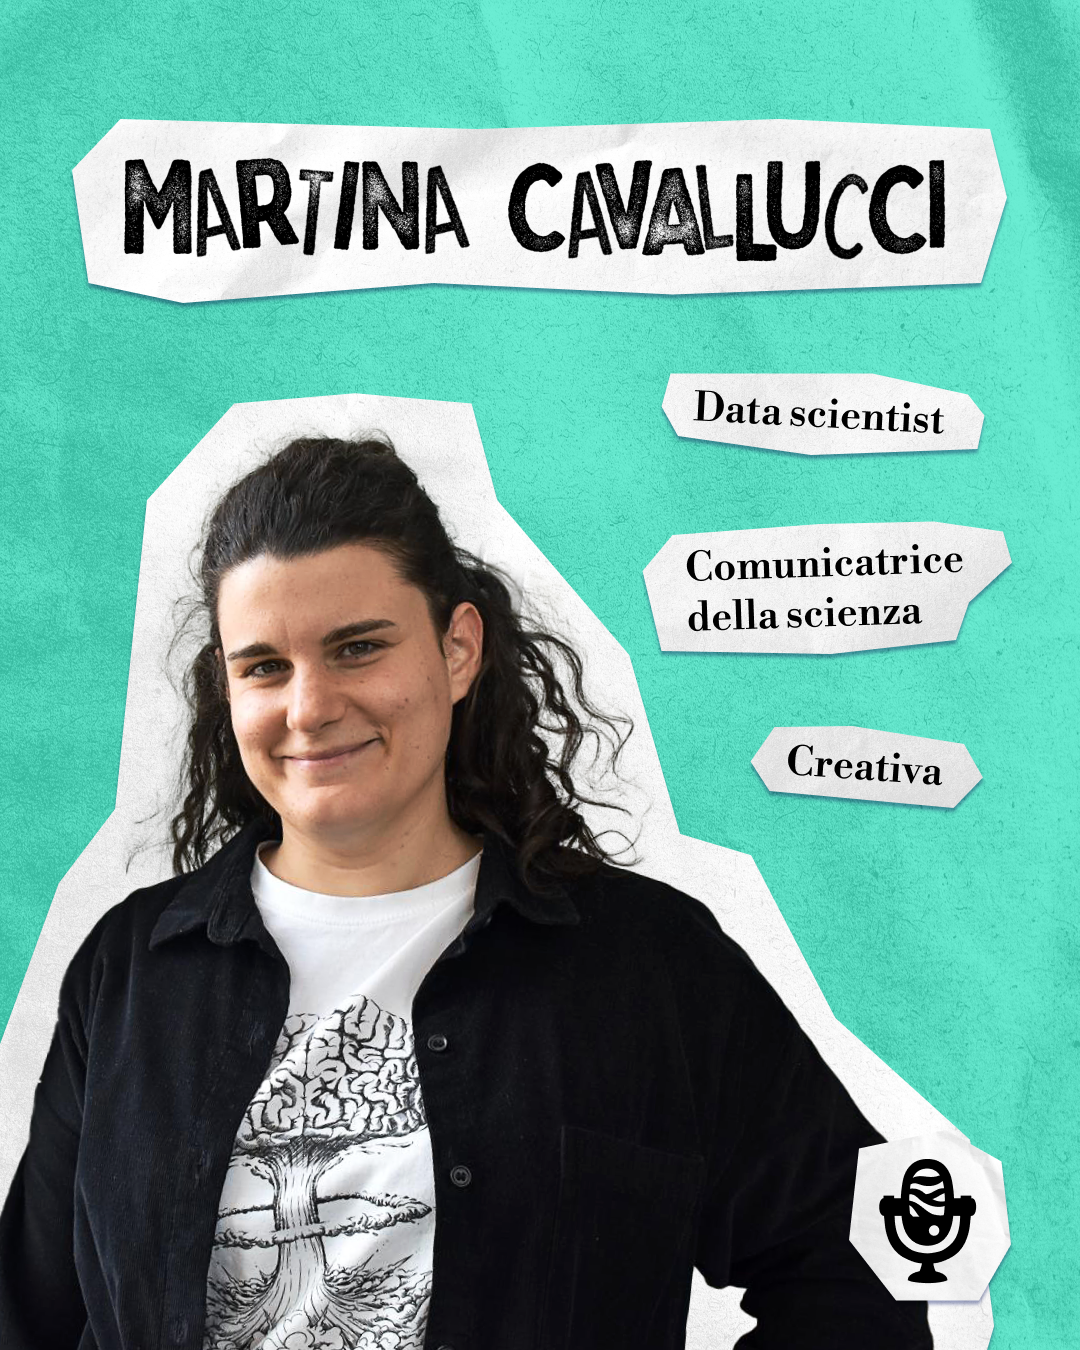 MARTINA CAVALLUCCI
Data scientist
Comunicatrice
della scienza
Creativa